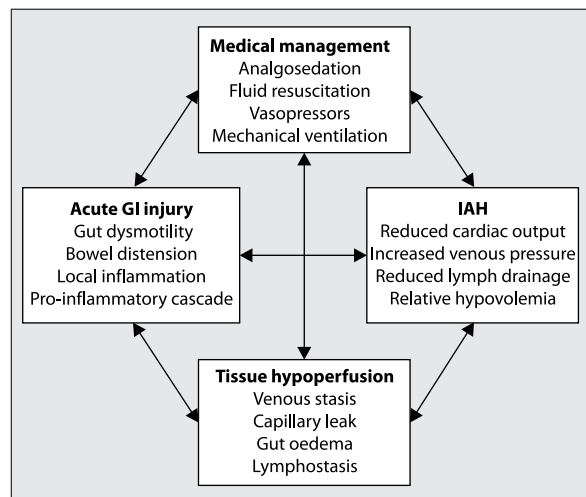 Medical management
Analgosedation
Fluid resuscitation
Vasopressors
Mechanical ventilation
Acute GI injury
Gut dysmotility
Bowel distension
Local inflammation
Pro-inflammatory cascade
IAH
Reduced cardiac output
Increased venous pressure
Reduced lymph drainage
Relative hypovolemia
Tissue hypoperfusion
Venous stasis
Capillary leak
Gut oedema
Lymphostasis